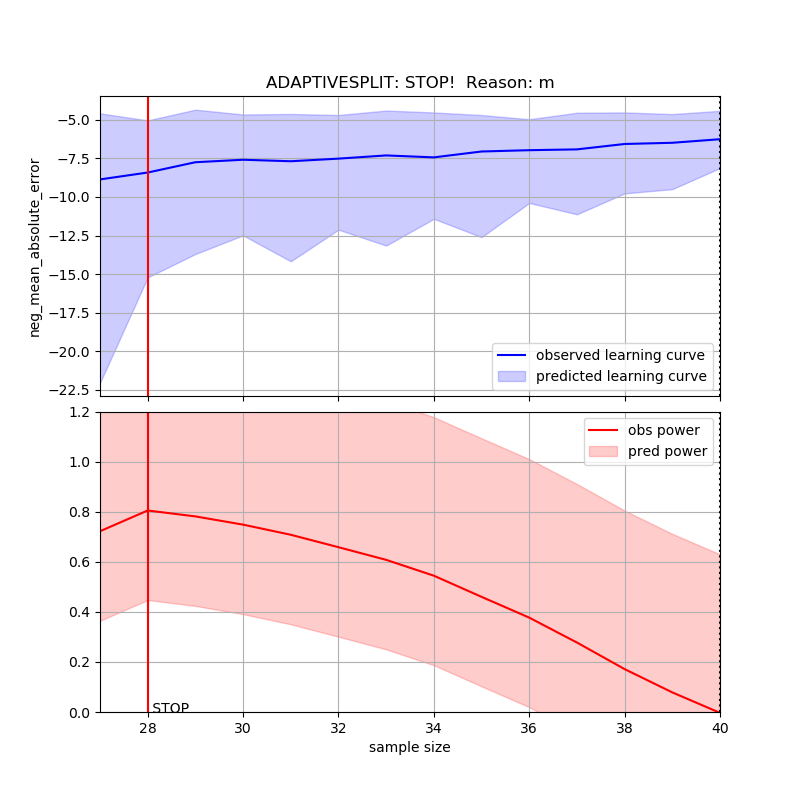 ADAPTIVESPLIT: STOP!  Reason: m
neg_mean_absolute_error
−5.0
−7.5
−10.0
−12.5
−15.0
−17.5
−20.0
−22.5
observed learning curve
predicted learning curve
1.2
1.0
0.8
0.6
0.4
0.2
0.0
obs power
pred power
STOP
28
30
32
34
36
38
40
sample size